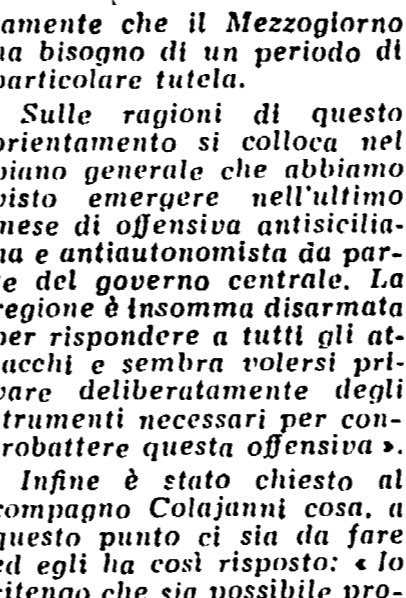 amente che il Mezzogiorno
ha bisogno di un periodo di
particolare tutela.
Sulle ragioni di questo
orientamento si colloca nel
piano generale che abbiamo
visto emergere nell'ultimo
mese di offensiva antisicilia-
na e antiautonomista da par-
te del governo centrale. La
regione è insomma disarmata
per rispondere a tutti gli at-
tacchi e sembra volersi pri-
vare deliberatamente degli
strumenti necessari per con-
trobattere questa offensiva ».
Infine è stato chiesto al
compagno Colajanni cosa, a
questo punto ci sia da fare
ed egli ha così risposto: « Io
ritengo che sia possibile pro-